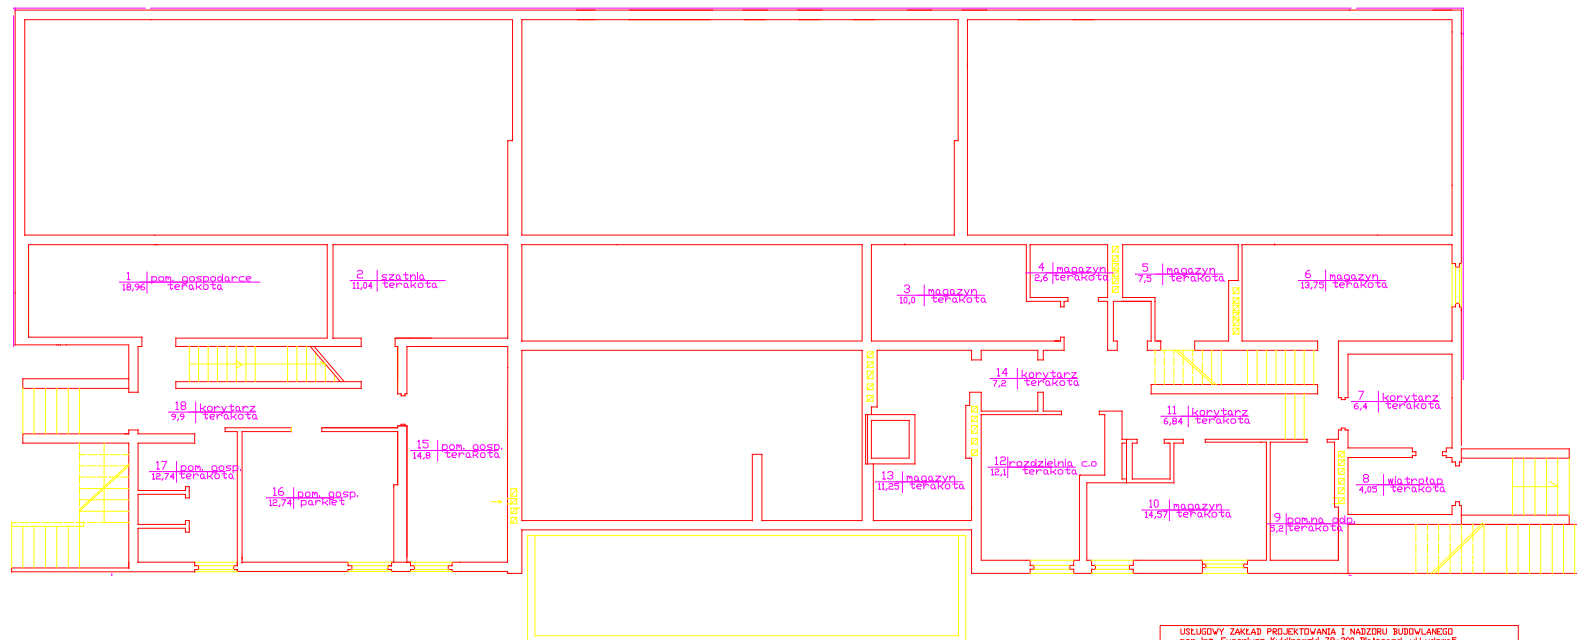 1 pom. gospodarce
18,96 terakota
2 szatnia
11,04 terakota
3 magazyn
10,0 terakota
4 magazyn
2,6 terakota
5 magazyn
7,5 terakota
6 magazyn
13,75 terakota
14 korytarz
7,2 terakota
7 korytarz
6,4 terakota
18 korytarz
9,9 terakota
11 korytarz
6,84 terakota
15 pom. gosp.
14,8 terakota
17 pom. gosp.
12,74 terakota
16 pom. gosp.
12,74 parkiet
12 rozdzielnia c.o
12,1 terakota
13 magazyn
11,25 terakota
8 wiatrołap
4,05 terakota
10 magazyn
14,57 terakota
9 pom.na odp.
5,2 terakota
USŁUGOWY ZAKŁAD PROJEKTOWANIA I NADZORU BUDOWLANEGO